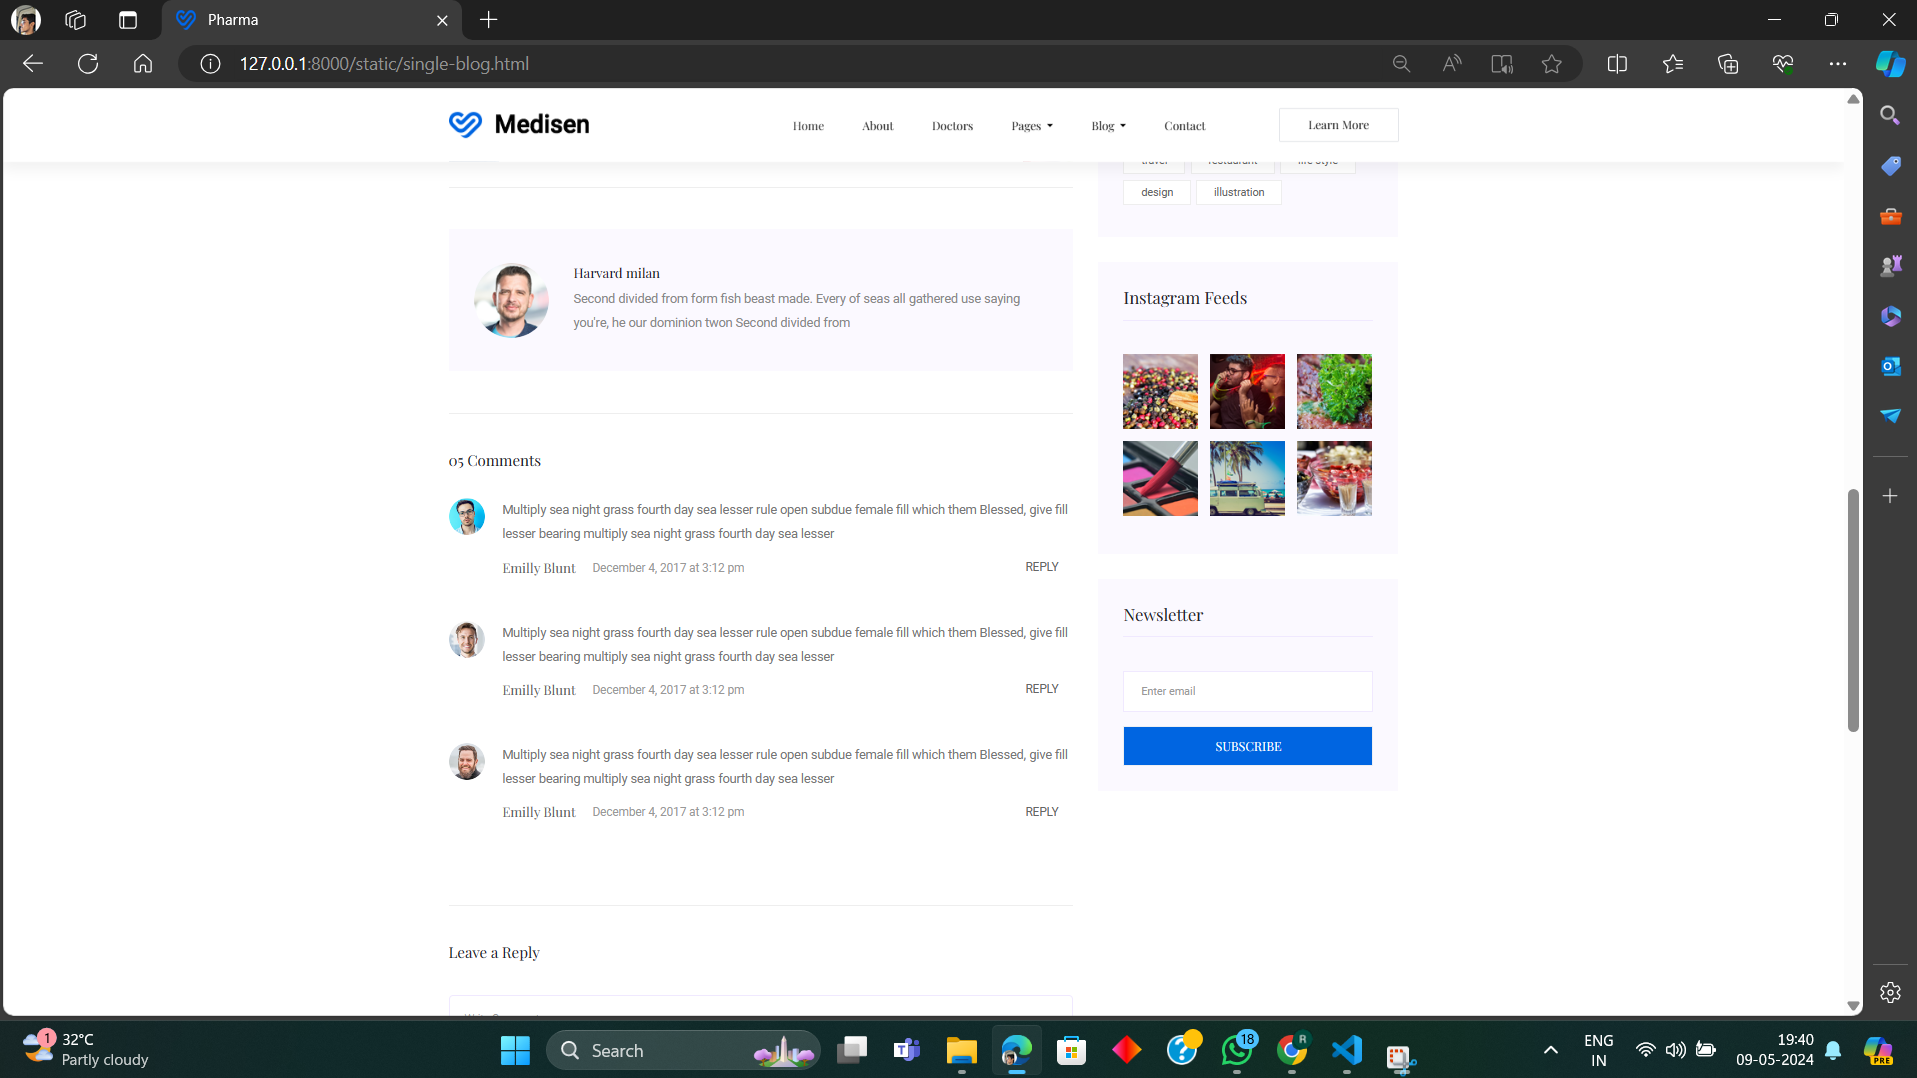 Pharma
127.0.0.1:8000/static/single-blog.html
Medisen
Home
About
Doctors
Pages
Blog
Contact
Learn More
design
illustration
Harvard milan
Second divided from form fish beast made. Every of seas all gathered use saying
you're, he our dominion twon Second divided from
Instagram Feeds
05 Comments
Multiply sea night grass fourth day sea lesser rule open subdue female fill which them Blessed, give fill
lesser bearing multiply sea night grass fourth day sea lesser
Emilly Blunt
December 4, 2017 at 3:12 pm
REPLY
Multiply sea night grass fourth day sea lesser rule open subdue female fill which them Blessed, give fill
lesser bearing multiply sea night grass fourth day sea lesser
Emilly Blunt
December 4, 2017 at 3:12 pm
REPLY
Multiply sea night grass fourth day sea lesser rule open subdue female fill which them Blessed, give fill
lesser bearing multiply sea night grass fourth day sea lesser
Emilly Blunt
December 4, 2017 at 3:12 pm
REPLY
Newsletter
Enter email
SUBSCRIBE
Leave a Reply
1
32°C
Partly cloudy
Search
18
R
ENG
IN
19:40
09-05-2024
PRE